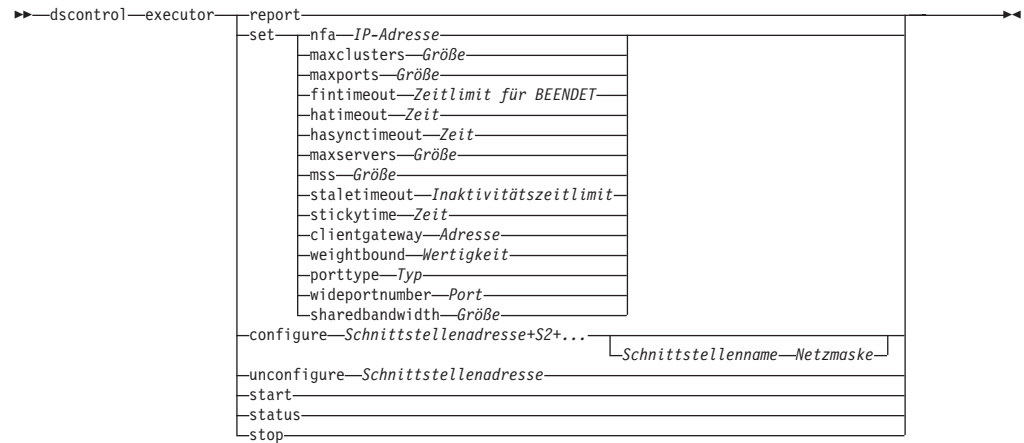 dscontrol executor report
set nfa IP-Adresse
maxclusters Größe
maxports Größe
fintimeout Zeitlimit für BEENDET
hatimeout Zeit
hasynctimeout Zeit
maxservers Größe
mss Größe
staletimeout Inaktivitätszeitlimit
stickytime Zeit
clientgateway Adresse
weightbound Wertigkeit
porttype Typ
wideportnumber Port
sharedbandwidth Größe
configure Schnittstellenadresse+S2+...
Schnittstellenname Netzmaske
unconfigure Schnittstellenadresse
start
status
stop